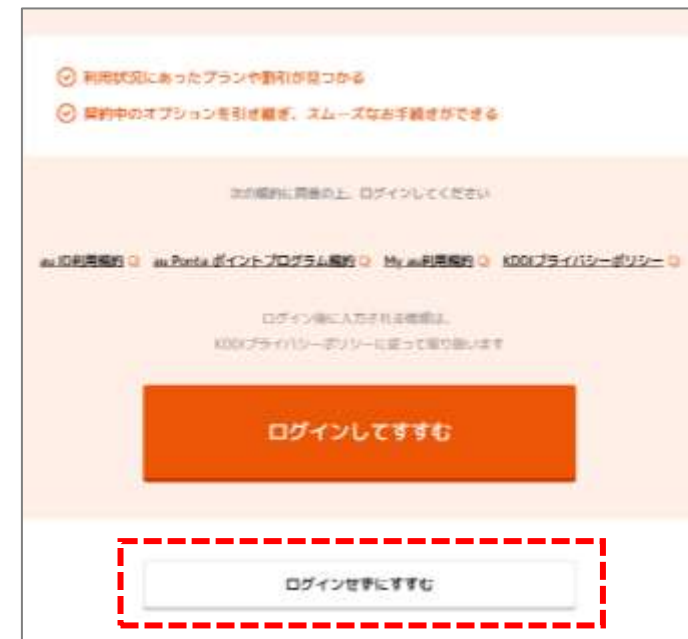 利用状況にあったプランや割引が見つかる
契約中のオプションを引き継ぎ、スムーズなお手続きができる
次の規約に同意の上、ログインしてください
au ID利用規約 au Ponta ポイントプログラム規約 My au利用規約 KDDIプライバシーポリシー
ログイン後に入力される情報は、
KDDIプライバシーポリシーに従って取り扱います
ログインしてすすむ
ログインせずにすすむ